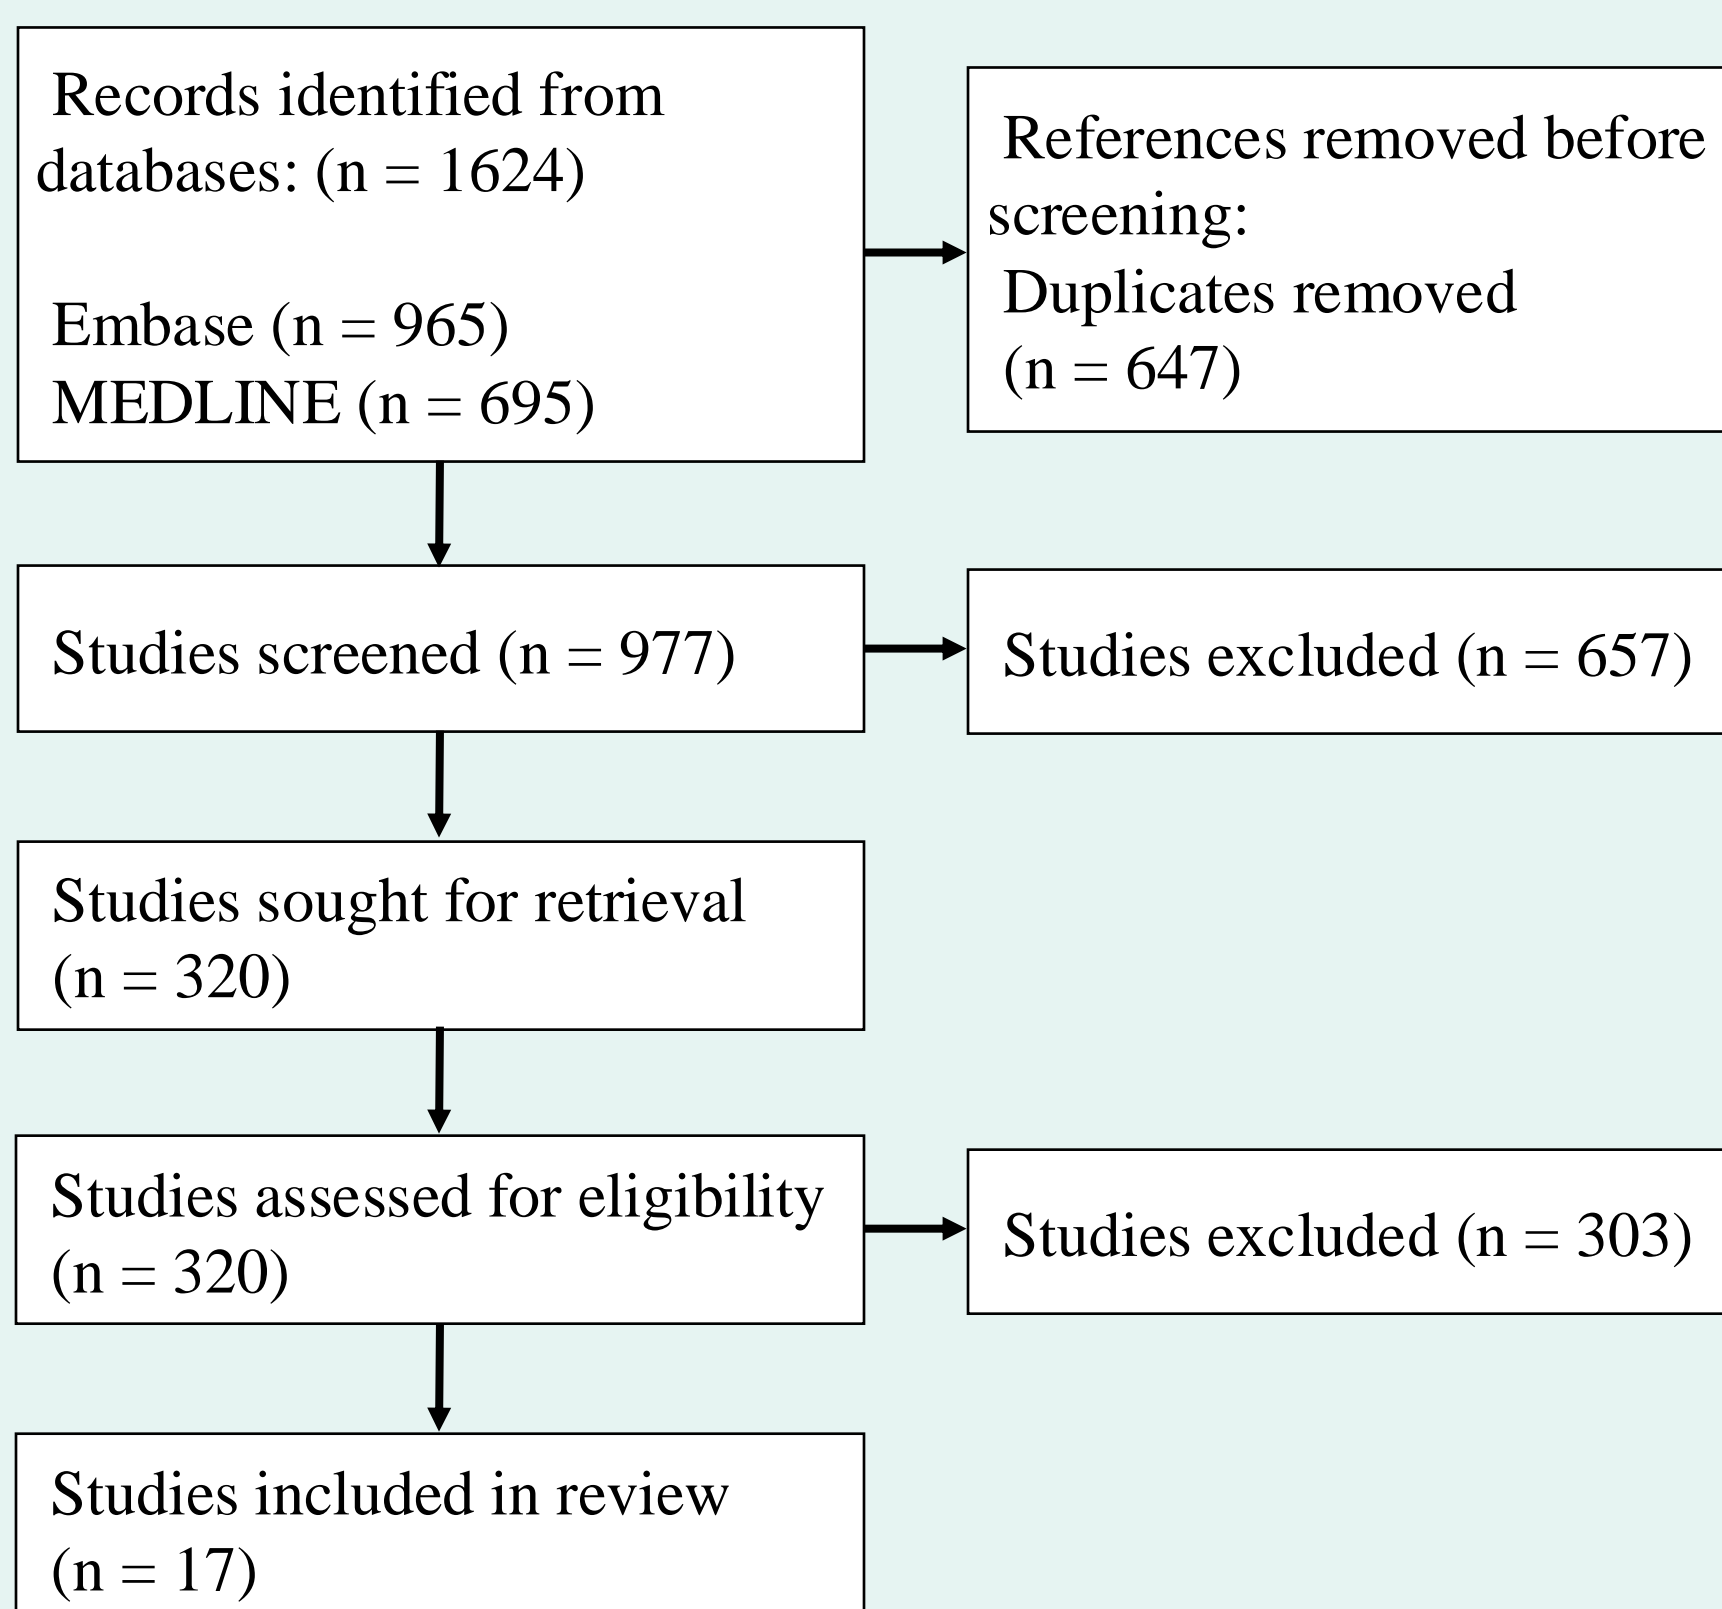 Records identified from
databases: (n = 1624)
Embase (n = 965)
MEDLINE (n = 695)
References removed before
screening:
Duplicates removed
(n = 647)
Studies screened (n = 977)
Studies excluded (n = 657)
Studies sought for retrieval
(n = 320)
Studies assessed for eligibility
(n = 320)
Studies excluded (n = 303)
Studies included in review
(n = 17)